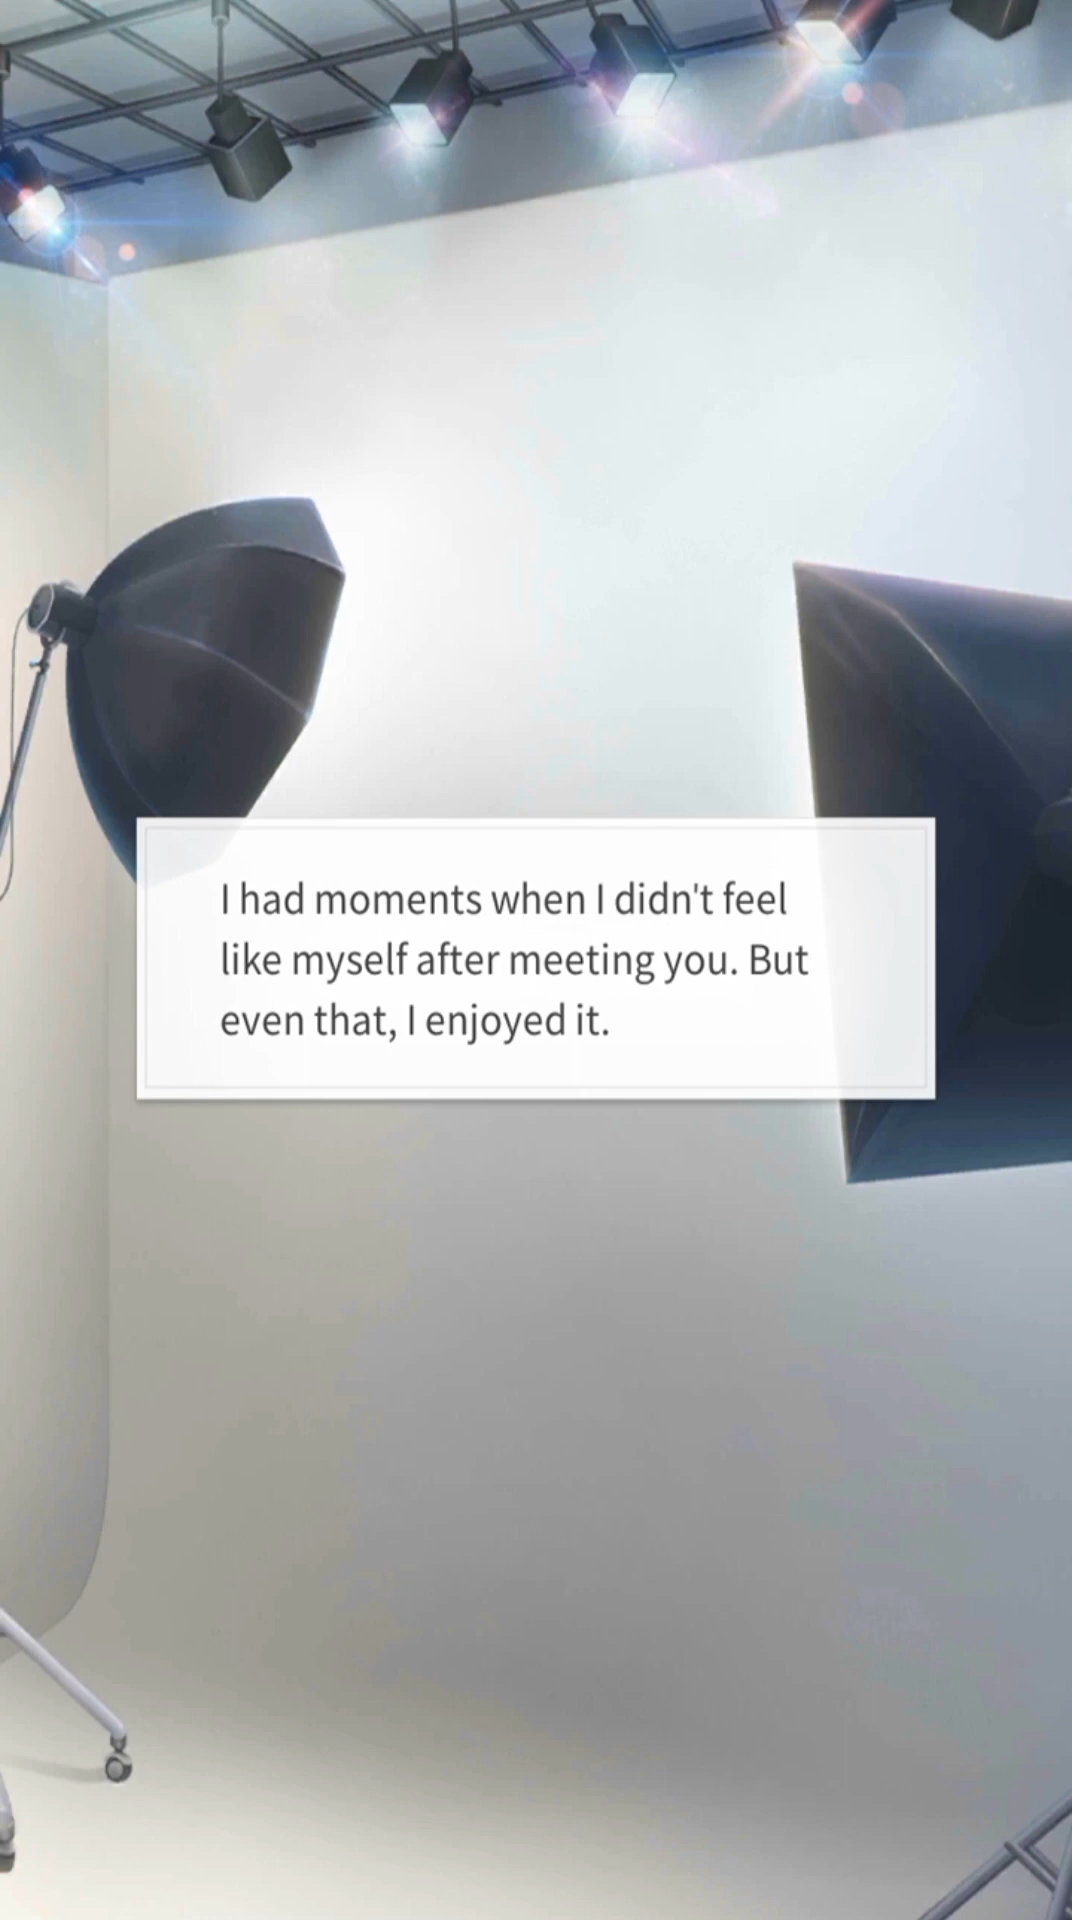 I had moments when I didn't feel
like myself after meeting you. But
even that, I enjoyed it.